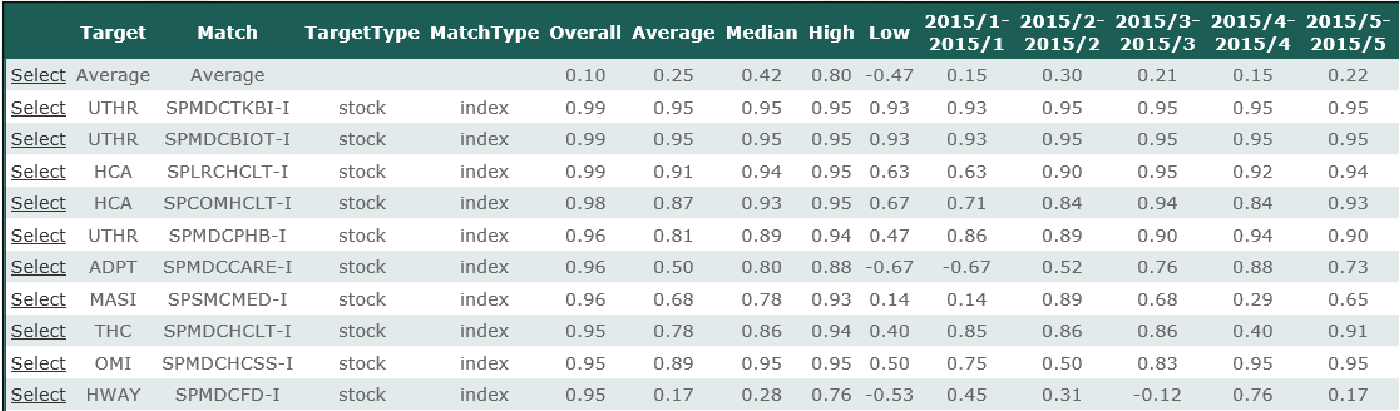 Target Match TargetType MatchType Overall Average Median High Low 2015/1-2015/1 2015/2-2015/2 2015/3-2015/3 2015/4-2015/4 2015/5-2015/5
Select Average Average 0.10 0.25 0.42 0.80 -0.47 0.15 0.30 0.21 0.15 0.22
Select UTHR SPMDCTKBI-I stock index 0.99 0.95 0.95 0.95 0.93 0.93 0.95 0.95 0.95 0.95
Select UTHR SPMDCBIOT-I stock index 0.99 0.95 0.95 0.95 0.93 0.93 0.95 0.95 0.95 0.95
Select HCA SPLRCHCLT-I stock index 0.99 0.91 0.94 0.95 0.63 0.63 0.90 0.95 0.92 0.94
Select HCA SPCOMHCLT-I stock index 0.98 0.87 0.93 0.95 0.67 0.71 0.84 0.94 0.84 0.93
Select UTHR SPMDCPHB-I stock index 0.96 0.81 0.89 0.94 0.47 0.86 0.89 0.90 0.94 0.90
Select ADPT SPMDCCARE-I stock index 0.96 0.50 0.80 0.88 -0.67 -0.67 0.52 0.76 0.88 0.73
Select MASI SPSMCMED-I stock index 0.96 0.68 0.78 0.93 0.14 0.14 0.89 0.68 0.29 0.65
Select THC SPMDCHCLT-I stock index 0.95 0.78 0.86 0.94 0.40 0.85 0.86 0.86 0.40 0.91
Select OMI SPMDCHCSS-I stock index 0.95 0.89 0.95 0.95 0.50 0.75 0.50 0.83 0.95 0.95
Select HWAY SPMDCFD-I stock index 0.95 0.17 0.28 0.76 -0.53 0.45 0.31 -0.12 0.76 0.17